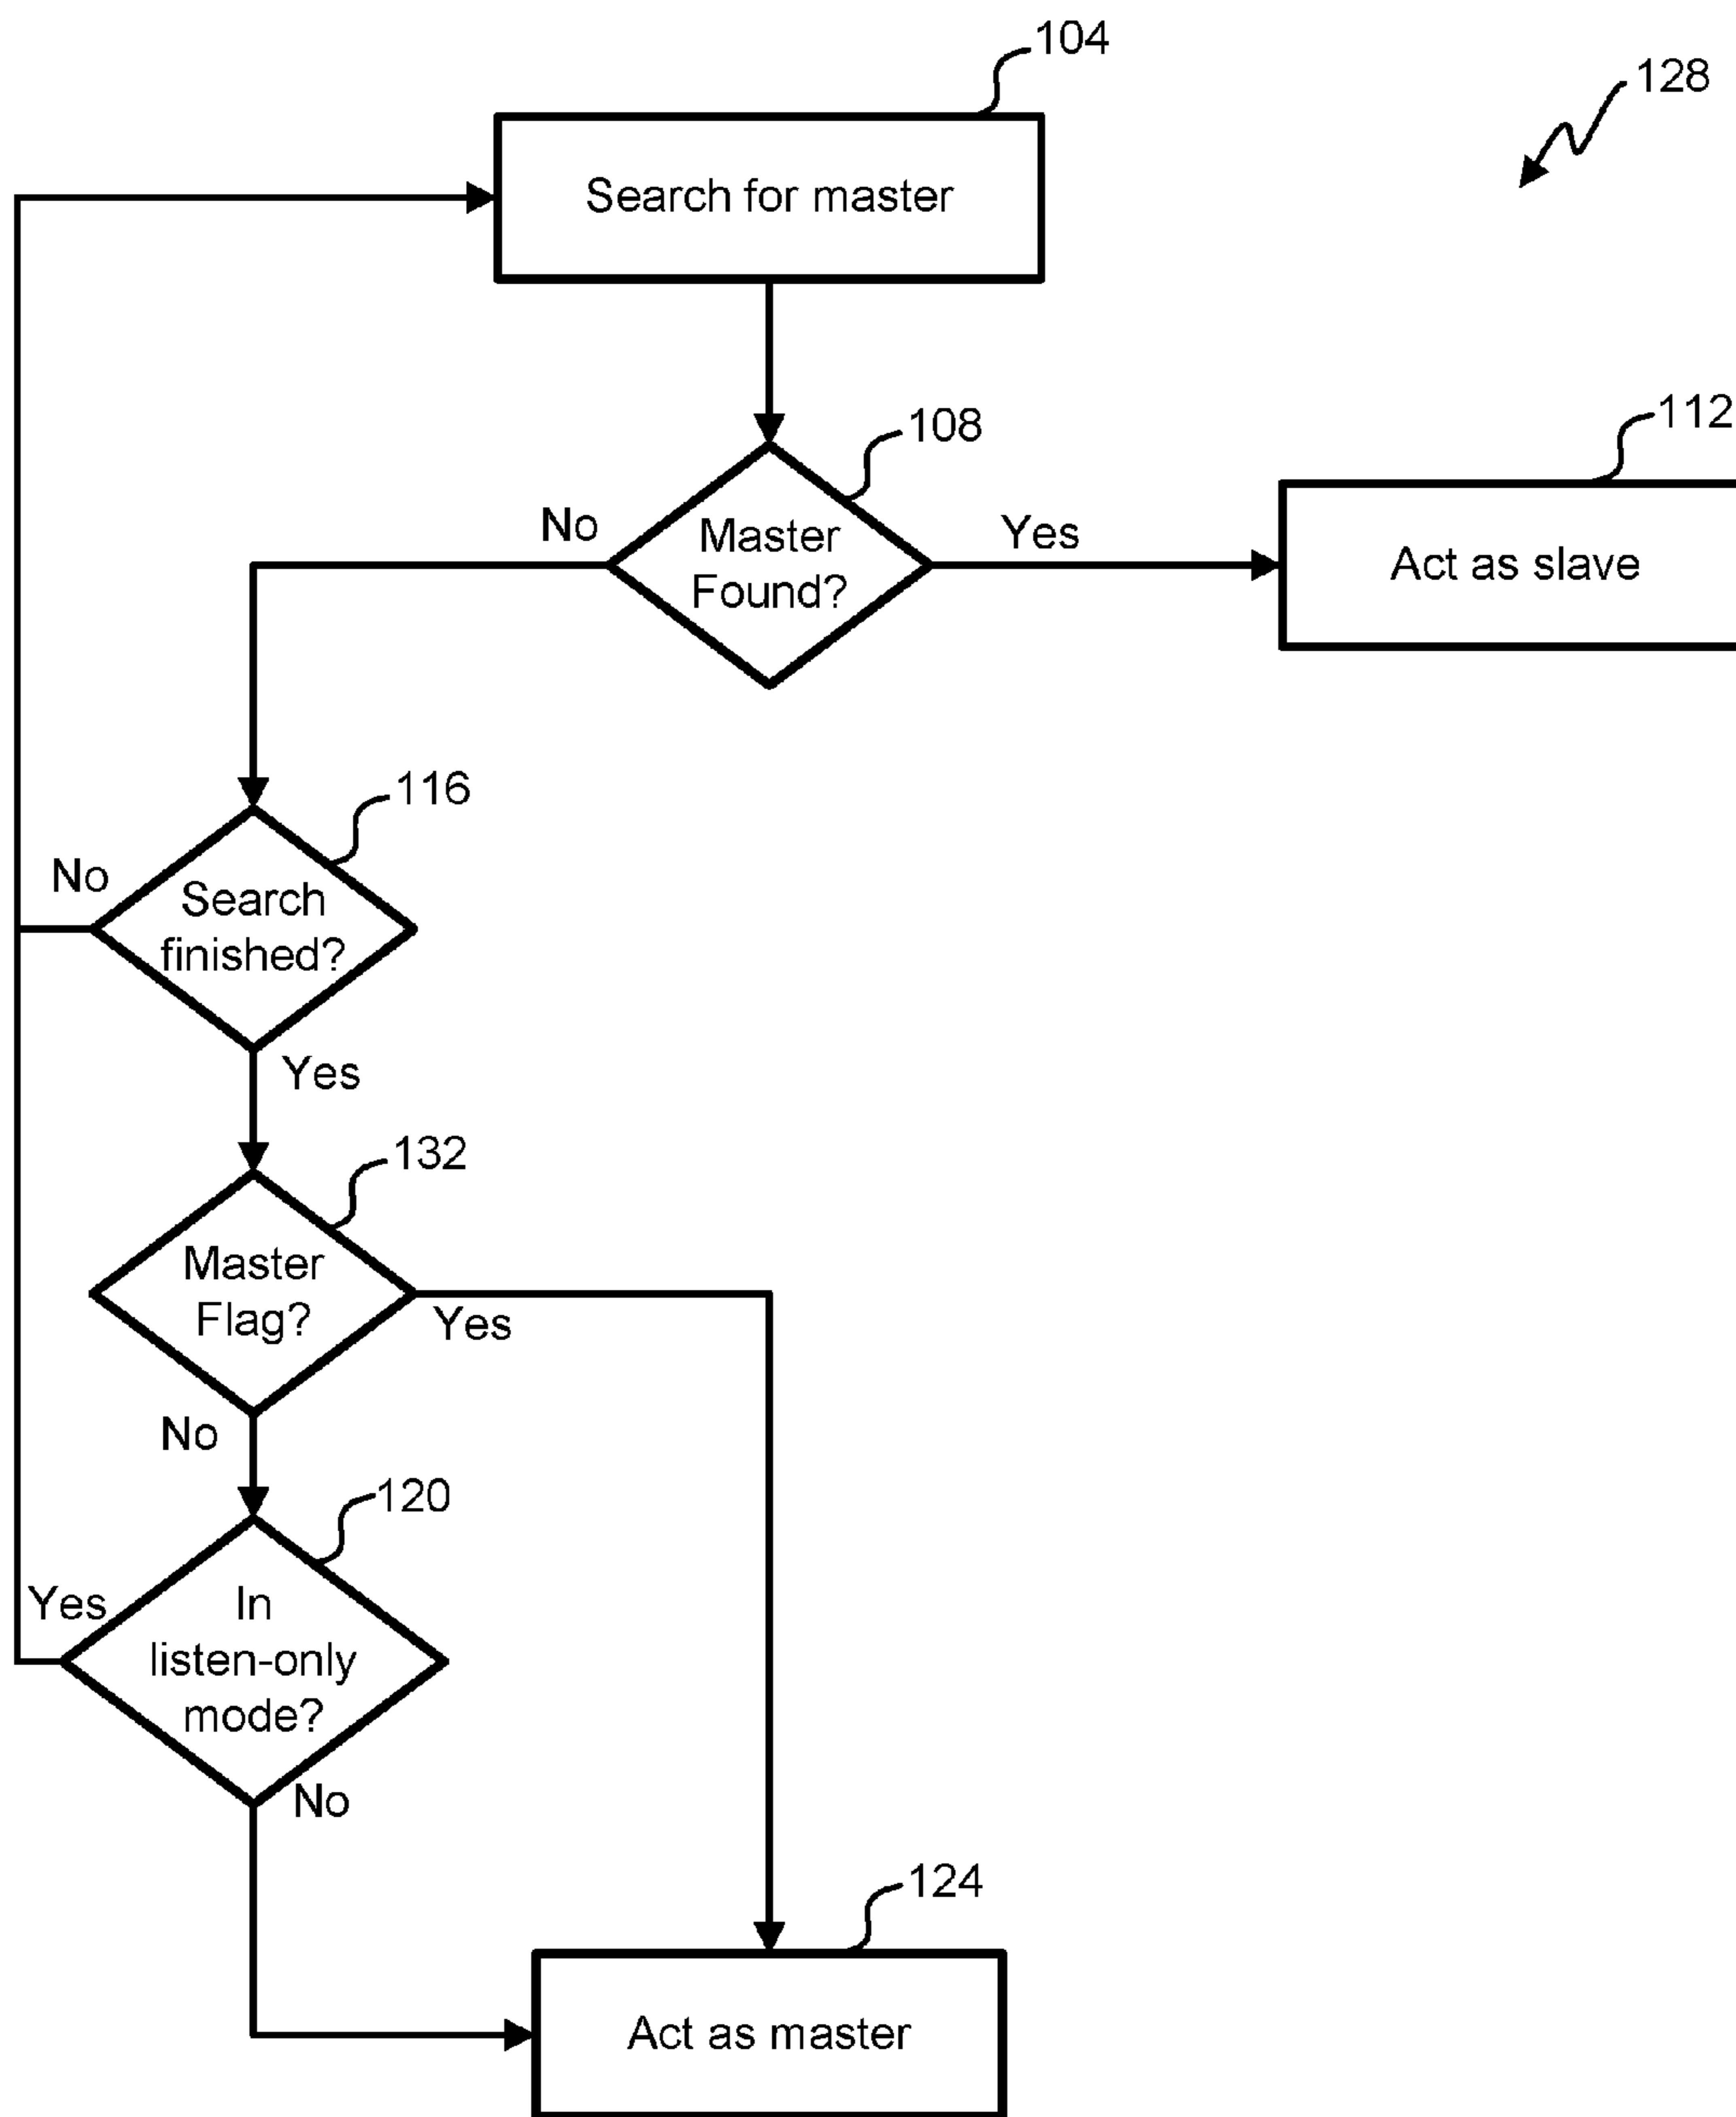 104
128
Search for master
108
112
No
Master
Found?
Yes
Act as slave
116
No
Search
finished?
Yes
132
Master
Flag?
Yes
No
120
Yes
In
listen-only
mode?
No
124
Act as master